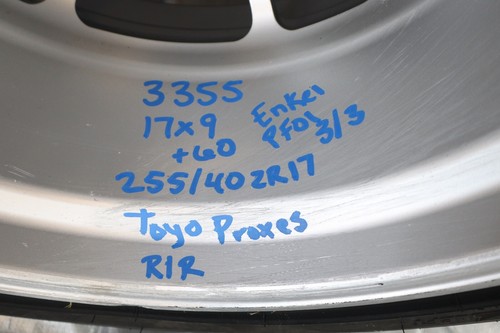 3355
17x9
+60
Enkei
PF01
3/3
255/40ZR17
Toyo Proxes
R1R